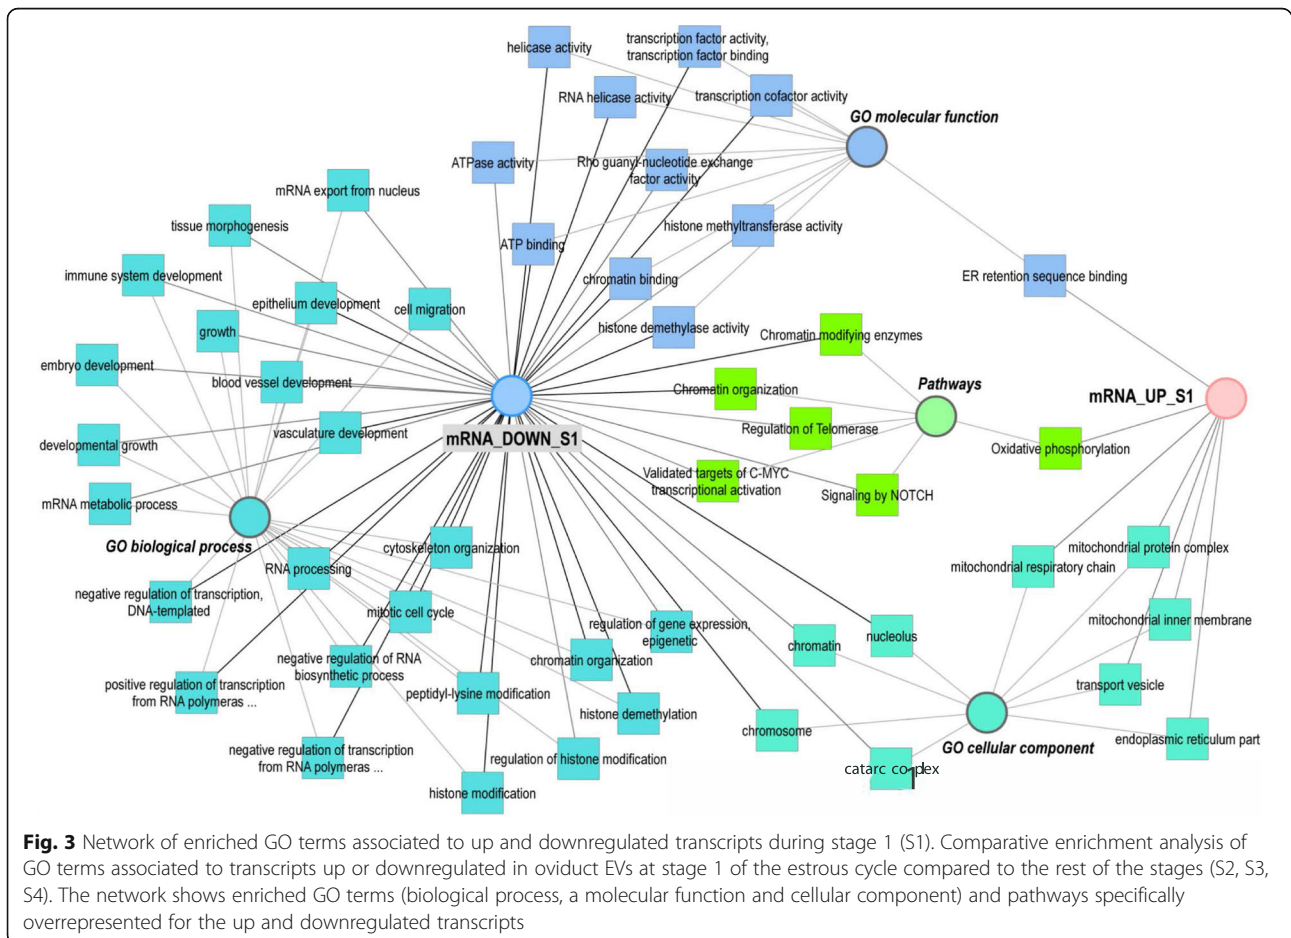 helicase activity
transcription factor activity,
transcription factor binding
RNA helicase activity
transcription cofactor activity
GO molecular function
ATPase activity
Rho guanyl-nucleotide exchange
factor activity
mRNA export from nucleus
tissue morphogenesis
histone methyltransferase activity
ATP binding
immune system development
chromatin binding
ER retention sequence binding
epithelium development
cell migration
growth
histone demethylase activity
Chromatin modifying enzymes
embryo development
blood vessel development
Chromatin organization
Pathways
mRNA_UP_S1
developmental growth
vasculature development
mRNA_DOWN_S1
Regulation of Telomerase
Oxidative phosphorylation
Validated targets of C-MYC
transcriptional activation
Signaling by NOTCH
mRNA metabolic process
GO biological process
cytoskeleton organization
RNA processing
mitochondrial protein complex
mitochondrial respiratory chain
negative regulation of transcription,
DNA-templated
mitotic cell cycle
regulation of gene expression,
epigenetic
nucleolus
mitochondrial inner membrane
chromatin
negative regulation of RNA
biosynthetic process
chromatin organization
positive regulation of transcription
from RNA polymeras ...
peptidyl-lysine modification
transport vesicle
histone demethylation
chromosome
GO cellular component
endoplasmic reticulum part
negative regulation of transcription
from RNA polymeras ...
regulation of histone modification
histone modification
Fig. 3 Network of enriched GO terms associated to up and downregulated transcripts during stage 1 (S1). Comparative enrichment analysis of
GO terms associated to transcripts up or downregulated in oviduct EVs at stage 1 of the estrous cycle compared to the rest of the stages (S2, S3,
S4). The network shows enriched GO terms (biological process, a molecular function and cellular component) and pathways specifically
overrepresented for the up and downregulated transcripts